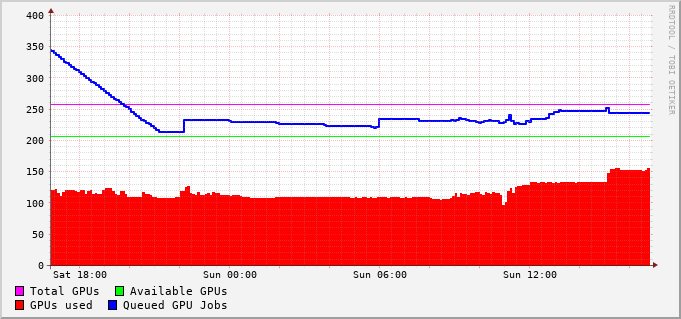 400
350
300
250
200
150
100
50
0
Sat 18:00 Sun 00:00 Sun 06:00 Sun 12:00
Total GPUs Available GPUs
GPUs used Queued GPU Jobs
RRDTOOL / TOBI OETIKER